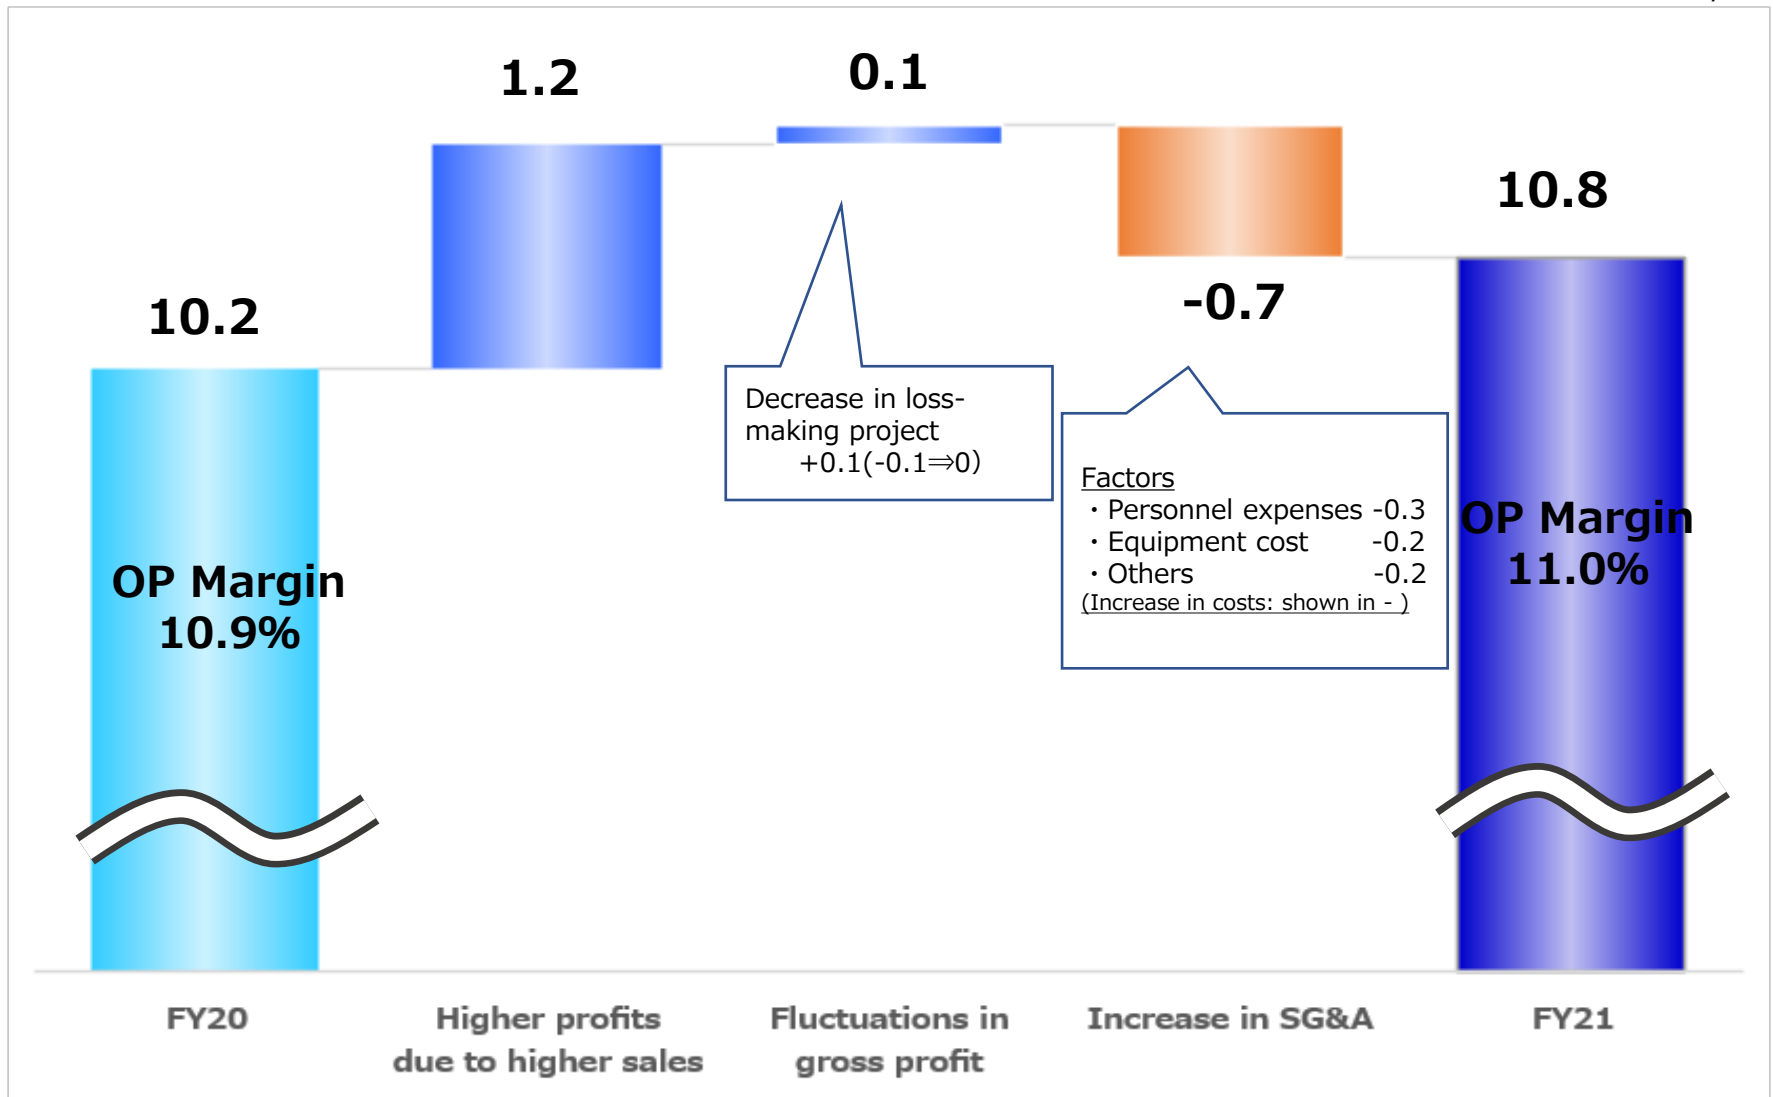 1.2
0.1
10.8
10.2
-0.7
Decrease in loss-
making project
+0.1(-0.1⇒0)
Factors
・Personnel expenses -0.3
・Equipment cost -0.2
・Others -0.2
(Increase in costs: shown in - )
OP Margin
10.9%
OP Margin
11.0%
FY20
Higher profits
due to higher sales
Fluctuations in
gross profit
Increase in SG&A
FY21